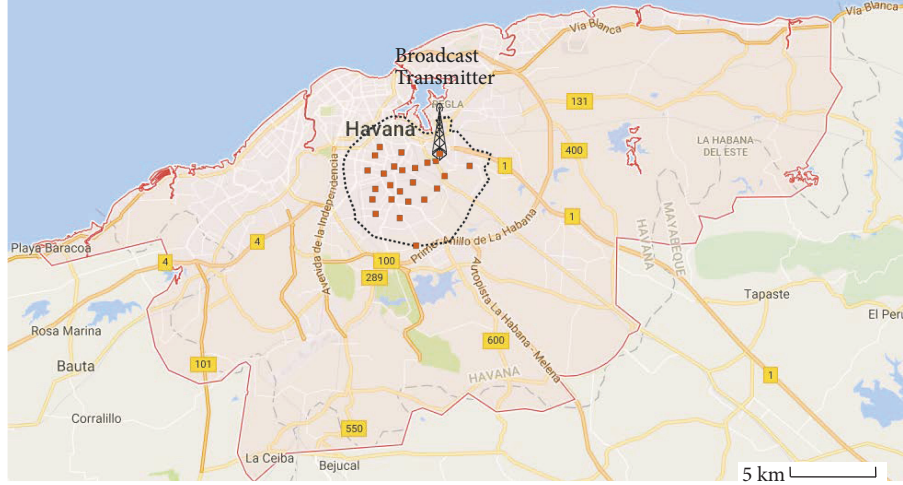 Vía Blanca
Vía Blanca
Broadcast
Transmitter
REGLA
131
Havana
LA HABANA
DEL ESTE
400
1
Avenida de la Independencia
1
MAYABEQUE
HAVANA
Primer Anillo de La Habana
4
Playa Baracoa
4
100
289
Autopista La Habana - Melena
Tapaste
El Peru
Rosa Marina
600
Bauta
101
HAVANA
1
Corralillo
550
La Ceiba
Bejucal
5 km